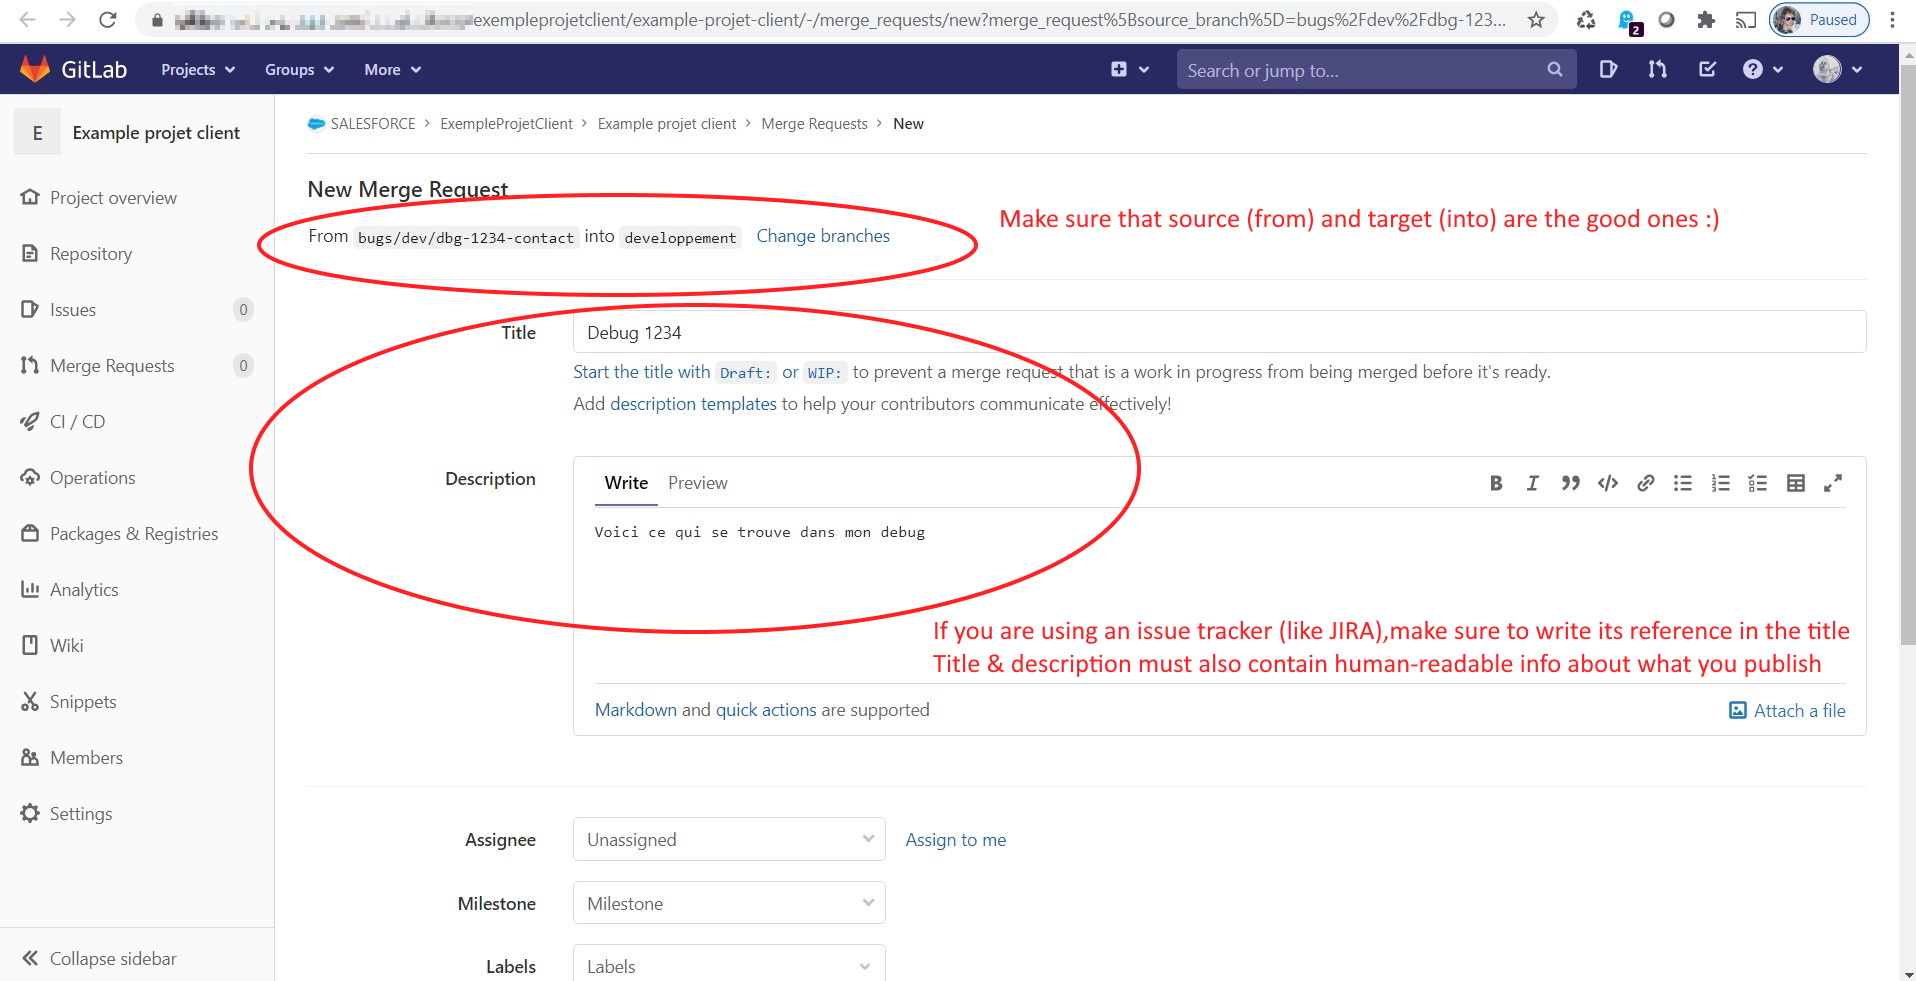 exempleprojetclient/example-projet-client/-/merge_requests/new?merge_request%5Bsource_branch%5D=bugs%2Fdev%2Fdbg-123...
2
Paused
GitLab Projects Groups More
Search or jump to...
E Example projet client
Project overview
Repository
Issues 0
Merge Requests 0
CI / CD
Operations
Packages & Registries
Analytics
Wiki
Snippets
Members
Settings
Collapse sidebar
SALESFORCE > ExempleProjetClient > Example projet client > Merge Requests > New
New Merge Request
From bugs/dev/dbg-1234-contact into developpement Change branches
Make sure that source (from) and target (into) are the good ones :)
Title Debug 1234
Start the title with Draft: or WIP: to prevent a merge request that is a work in progress from being merged before it's ready.
Add description templates to help your contributors communicate effectively!
Description Write Preview
Voici ce qui se trouve dans mon debug
If you are using an issue tracker (like JIRA),make sure to write its reference in the title
Title & description must also contain human-readable info about what you publish
Markdown and quick actions are supported
Attach a file
Assignee Unassigned Assign to me
Milestone Milestone
Labels Labels